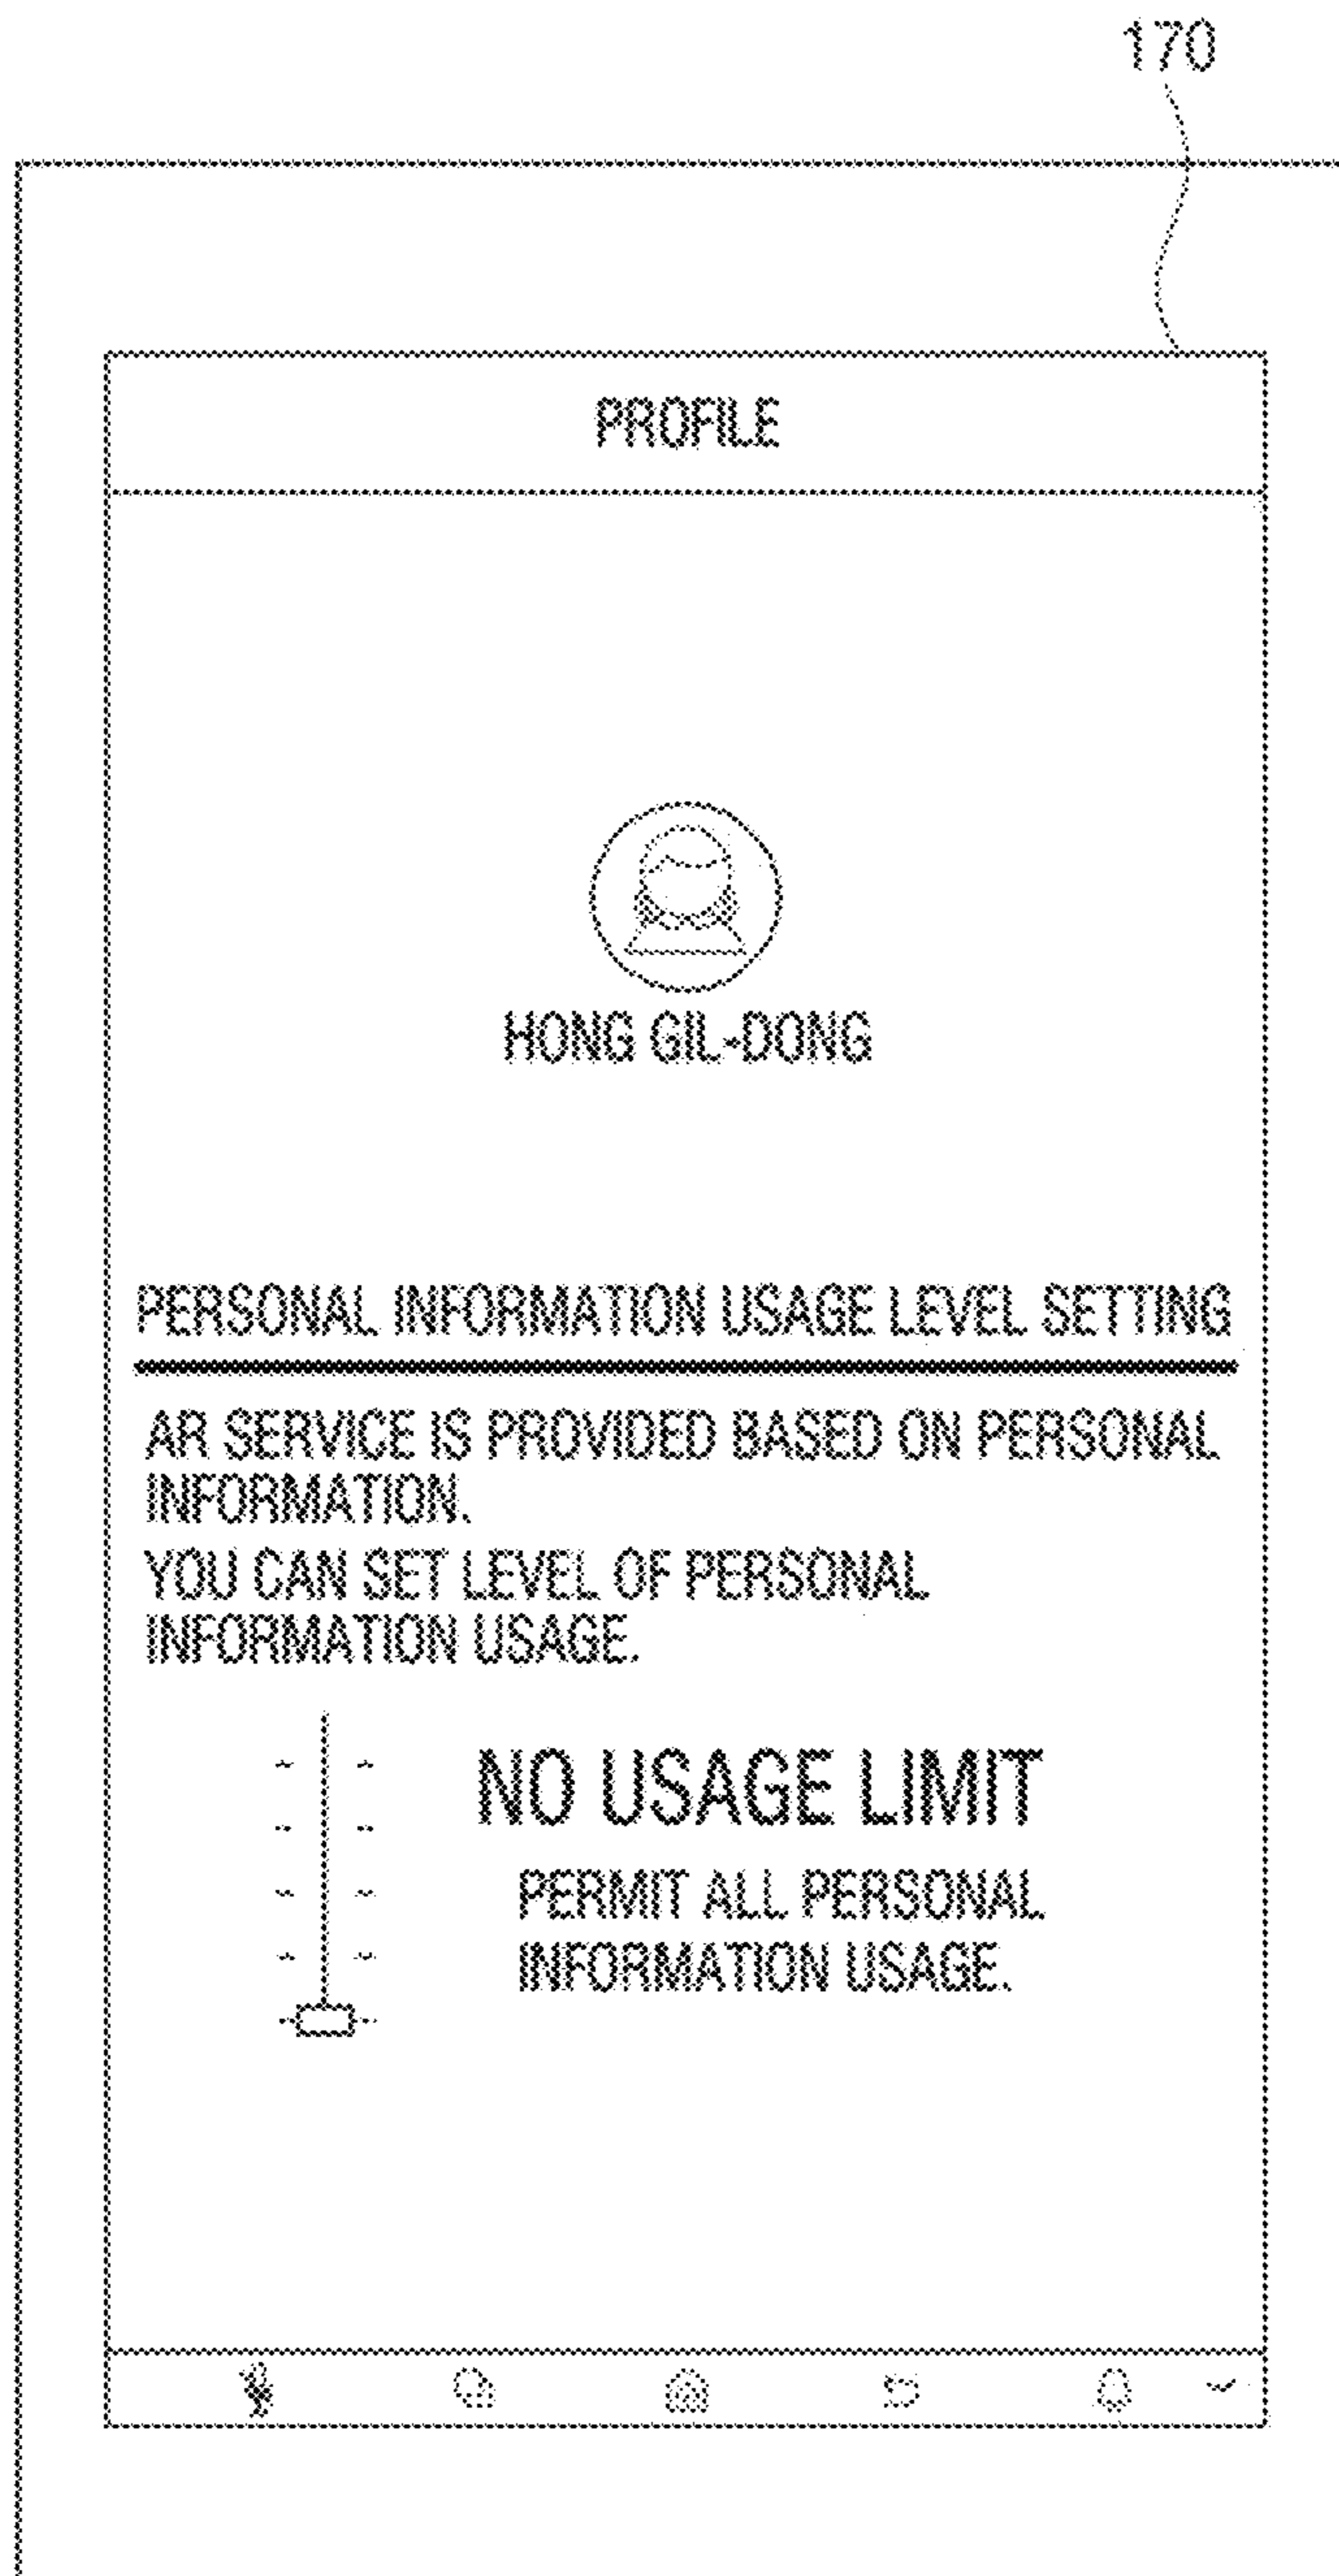 170
PROFILE
HONG GIL-DONG
PERSONAL INFORMATION USAGE LEVEL SETTING
AR SERVICE IS PROVIDED BASED ON PERSONAL
INFORMATION.
YOU CAN SET LEVEL OF PERSONAL
INFORMATION USAGE.
NO USAGE LIMIT
PERMIT ALL PERSONAL
INFORMATION USAGE.